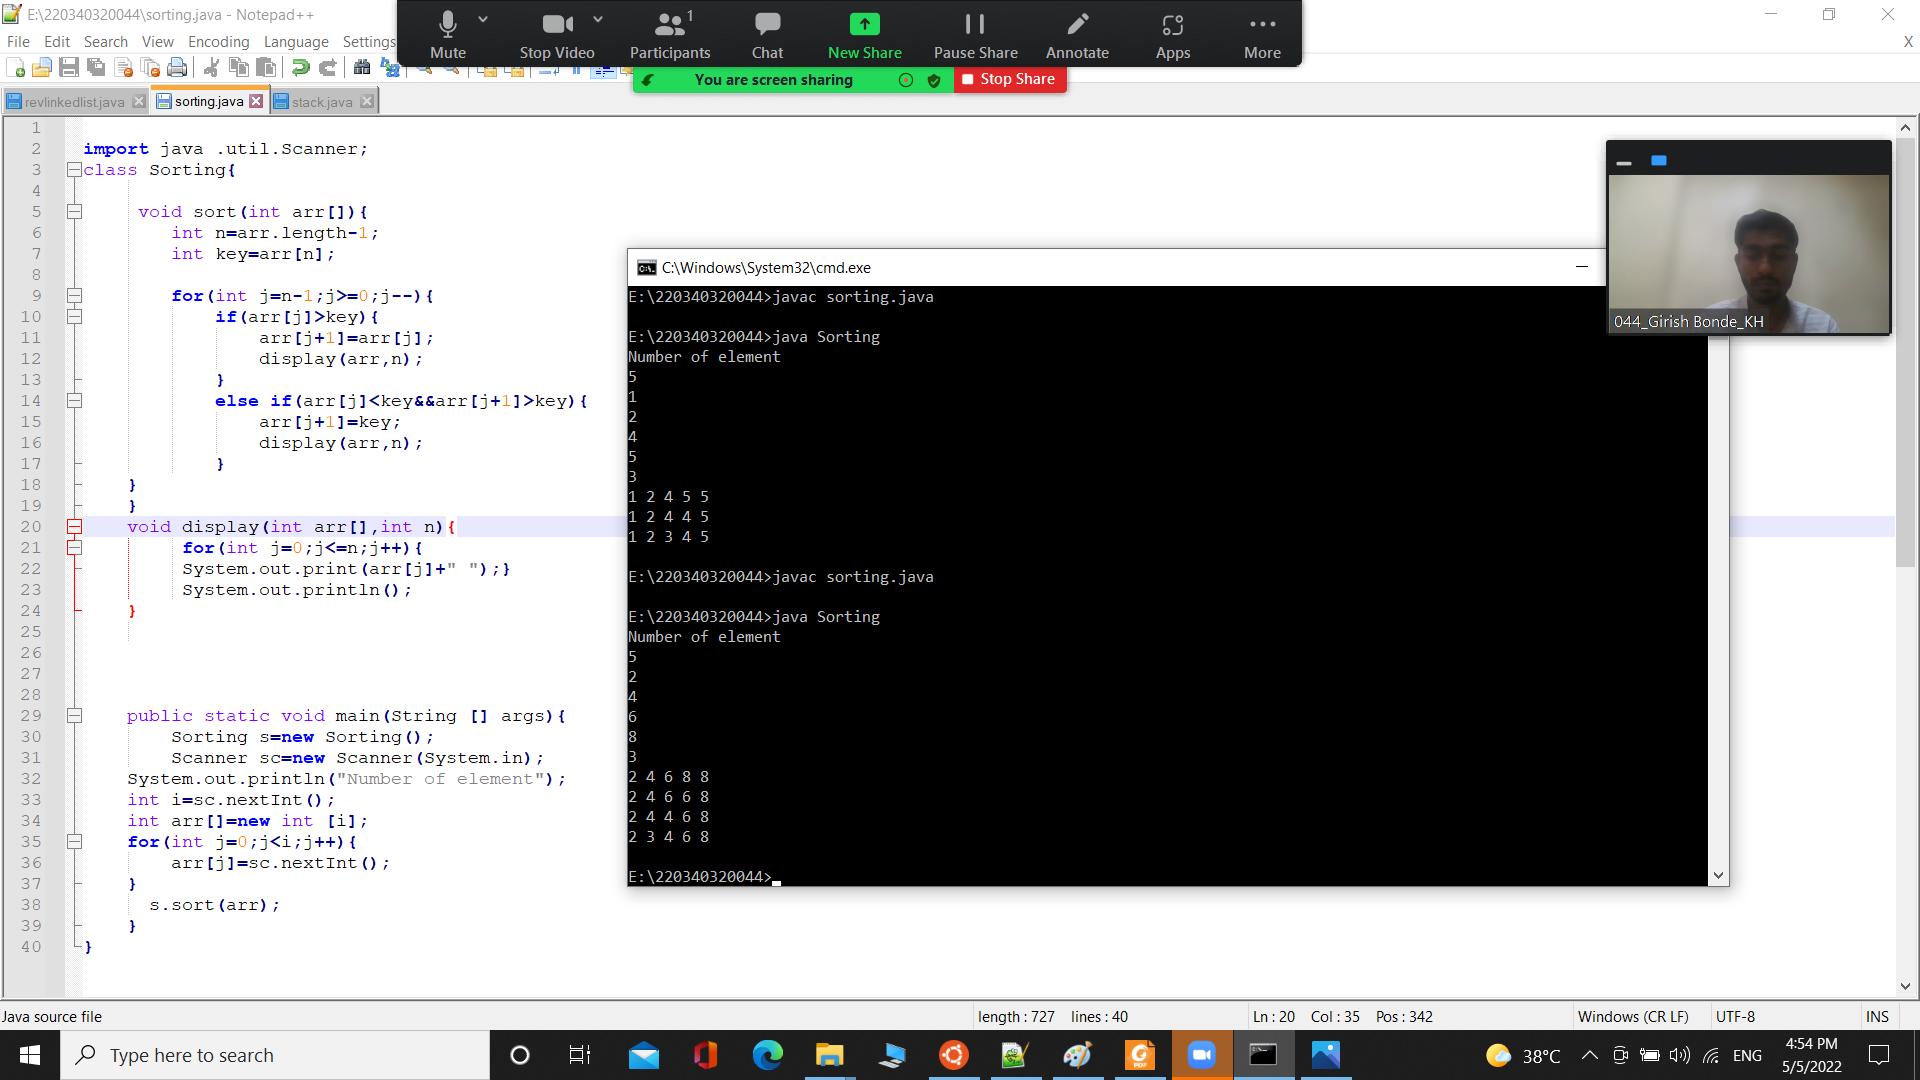 E:\220340320044\sorting.java - Notepad++
File Edit Search View Encoding Language Settings
X
Mute
Stop Video
Participants 1
Chat
New Share
Pause Share
Annotate
Apps
More
You are screen sharing
Stop Share
revlinkedlist.java
sorting.java
stack.java
1
2 import java .util.Scanner;
3 class Sorting{
4
5 void sort(int arr[]){
6 int n=arr.length-1;
7 int key=arr[n];
8
9 for(int j=n-1;j>=0;j--){
10 if(arr[j]>key){
11 arr[j+1]=arr[j];
12 display(arr,n);
13 }
14 else if(arr[j]<key&&arr[j+1]>key){
15 arr[j+1]=key;
16 display(arr,n);
17 }
18 }
19 }
20 void display(int arr[],int n){
21 for(int j=0;j<=n;j++){
22 System.out.print(arr[j]+" ");}
23 System.out.println();
24 }
25
26
27
28
29 public static void main(String [] args){
30 Sorting s=new Sorting();
31 Scanner sc=new Scanner(System.in);
32 System.out.println("Number of element");
33 int i=sc.nextInt();
34 int arr[]=new int [i];
35 for(int j=0;j<i;j++){
36 arr[j]=sc.nextInt();
37 }
38 s.sort(arr);
39 }
40 }
C:\Windows\System32\cmd.exe
E:\220340320044>javac sorting.java
E:\220340320044>java Sorting
Number of element
5
1
2
4
5
3
1 2 4 5 5
1 2 4 4 5
1 2 3 4 5
E:\220340320044>javac sorting.java
E:\220340320044>java Sorting
Number of element
5
2
4
6
8
3
2 4 6 8 8
2 4 6 6 8
2 4 4 6 8
2 3 4 6 8
E:\220340320044>
044_Girish Bonde_KH
Java source file
length : 727 lines : 40
Ln : 20 Col : 35 Pos : 342
Windows (CR LF)
UTF-8
INS
Type here to search
38°C
ENG
4:54 PM
5/5/2022